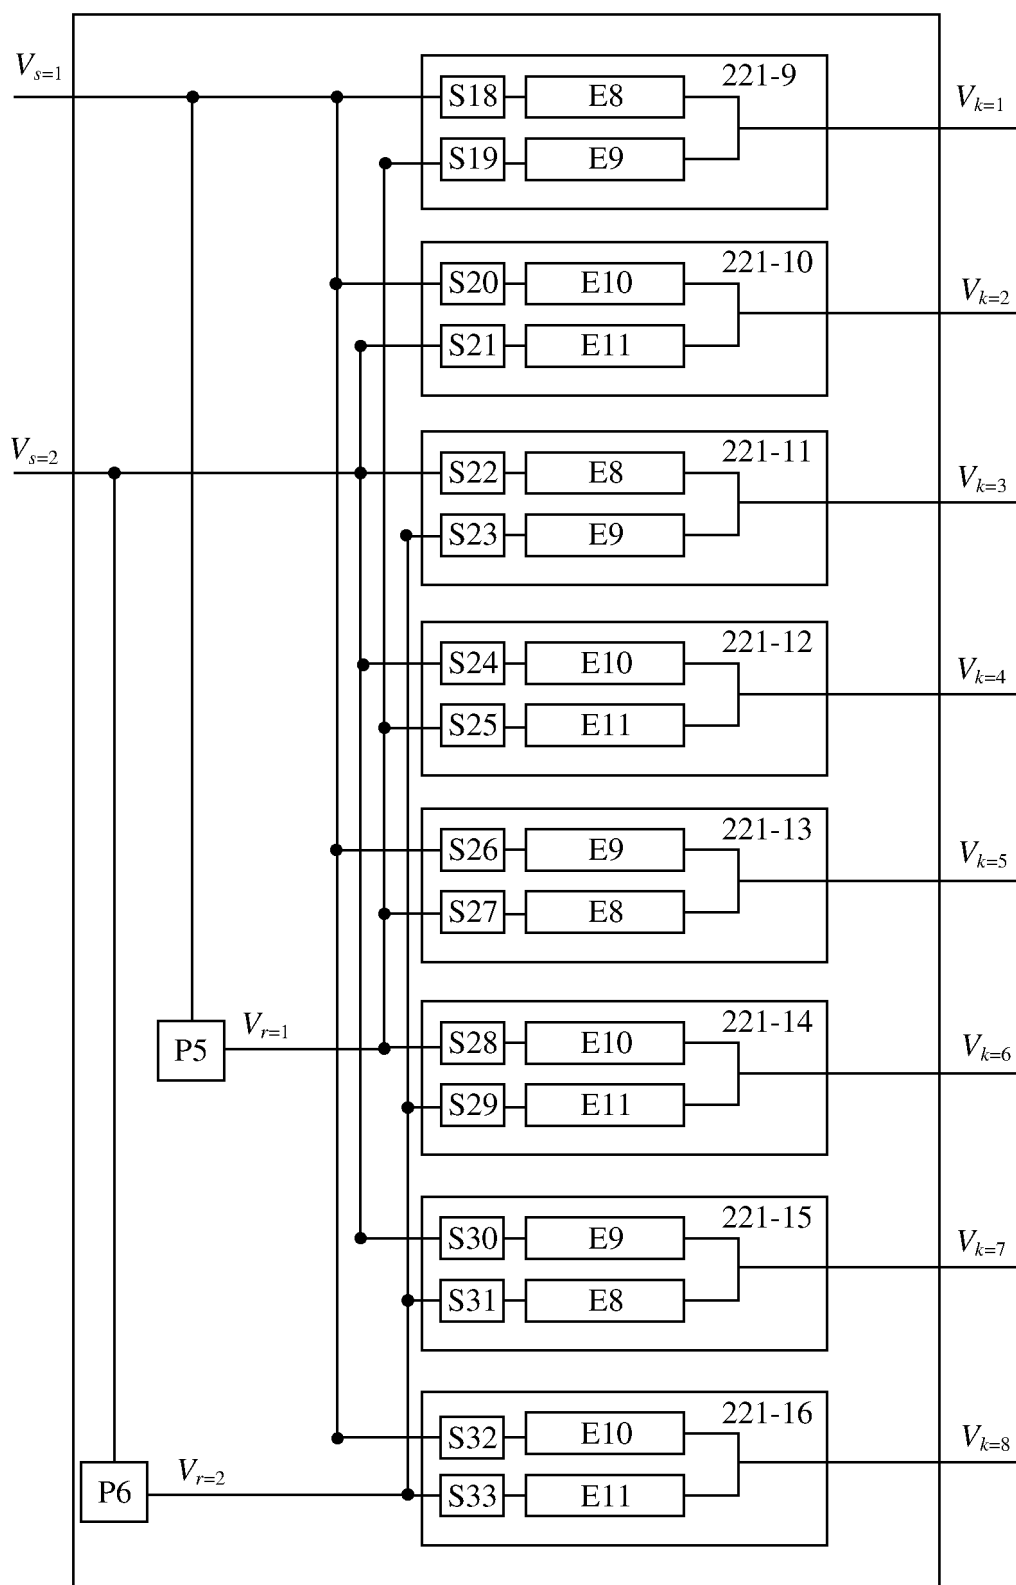 V_{s=1}
221-9
S18 E8
V_{k=1}
S19 E9
221-10
S20 E10
V_{k=2}
S21 E11
V_{s=2}
221-11
S22 E8
V_{k=3}
S23 E9
221-12
S24 E10
V_{k=4}
S25 E11
221-13
S26 E9
V_{k=5}
S27 E8
V_{r=1}
P5
221-14
S28 E10
V_{k=6}
S29 E11
221-15
S30 E9
V_{k=7}
S31 E8
221-16
S32 E10
V_{k=8}
V_{r=2}
P6
S33 E11